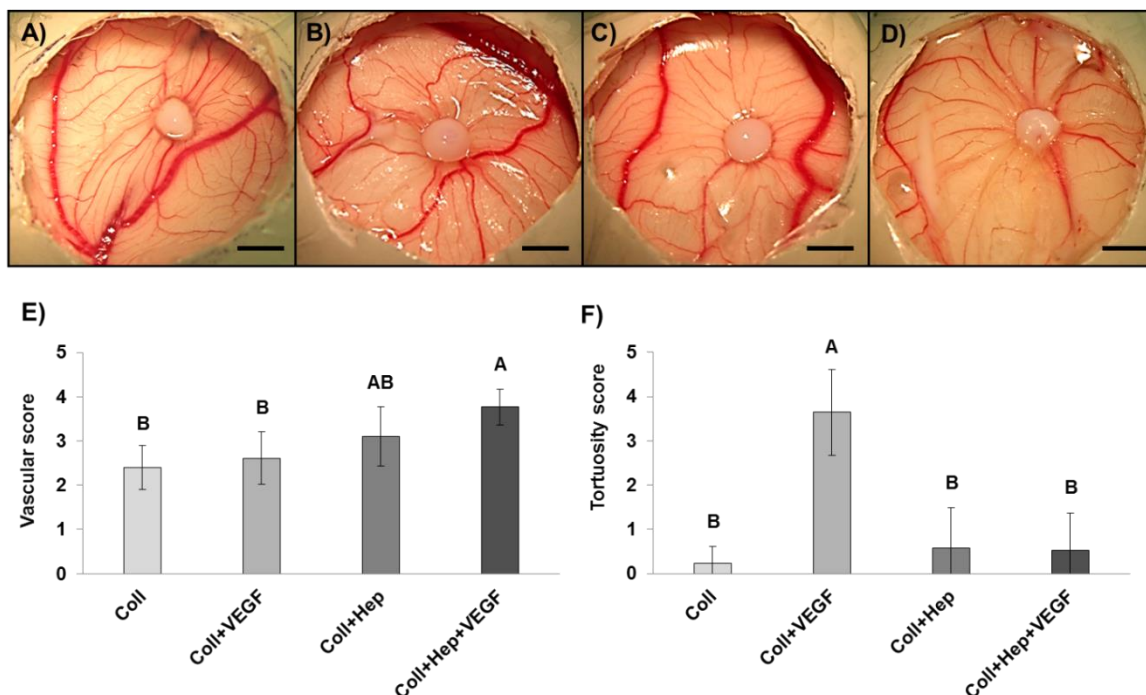 A) B) C) D)
E) F)
Vascular score
5
4
3
2
1
0
B
B
AB
A
Coll
Coll+VEGF
Coll+Hep
Coll+Hep+VEGF
Tortuosity score
5
4
3
2
1
0
B
A
B
B
Coll
Coll+VEGF
Coll+Hep
Coll+Hep+VEGF